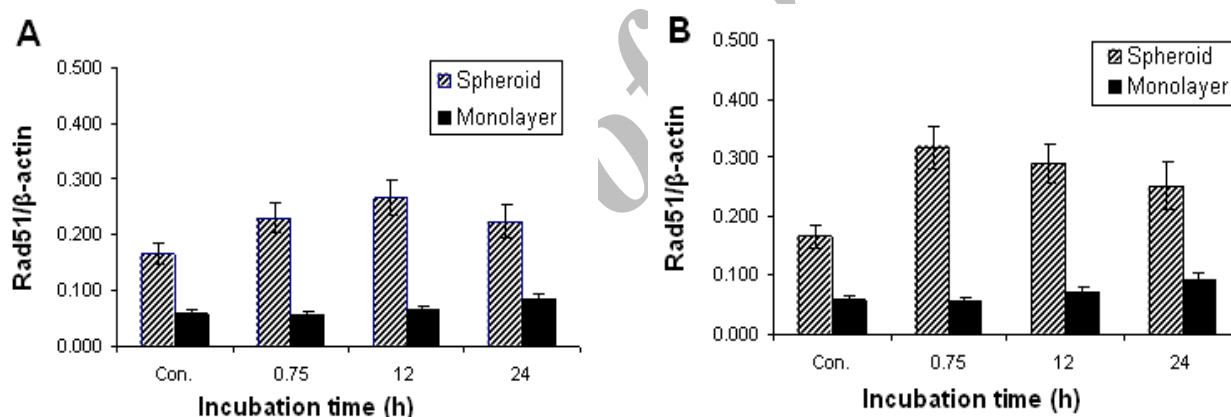 A
0.500
0.400
0.300
0.200
0.100
0.000
Rad51/β-actin
Spheroid
Monolayer
Con. 0.75 12 24
Incubation time (h)
B
0.500
0.400
0.300
0.200
0.100
0.000
Rad51/β-actin
Spheroid
Monolayer
Con. 0.75 12 24
Incubation time (h)